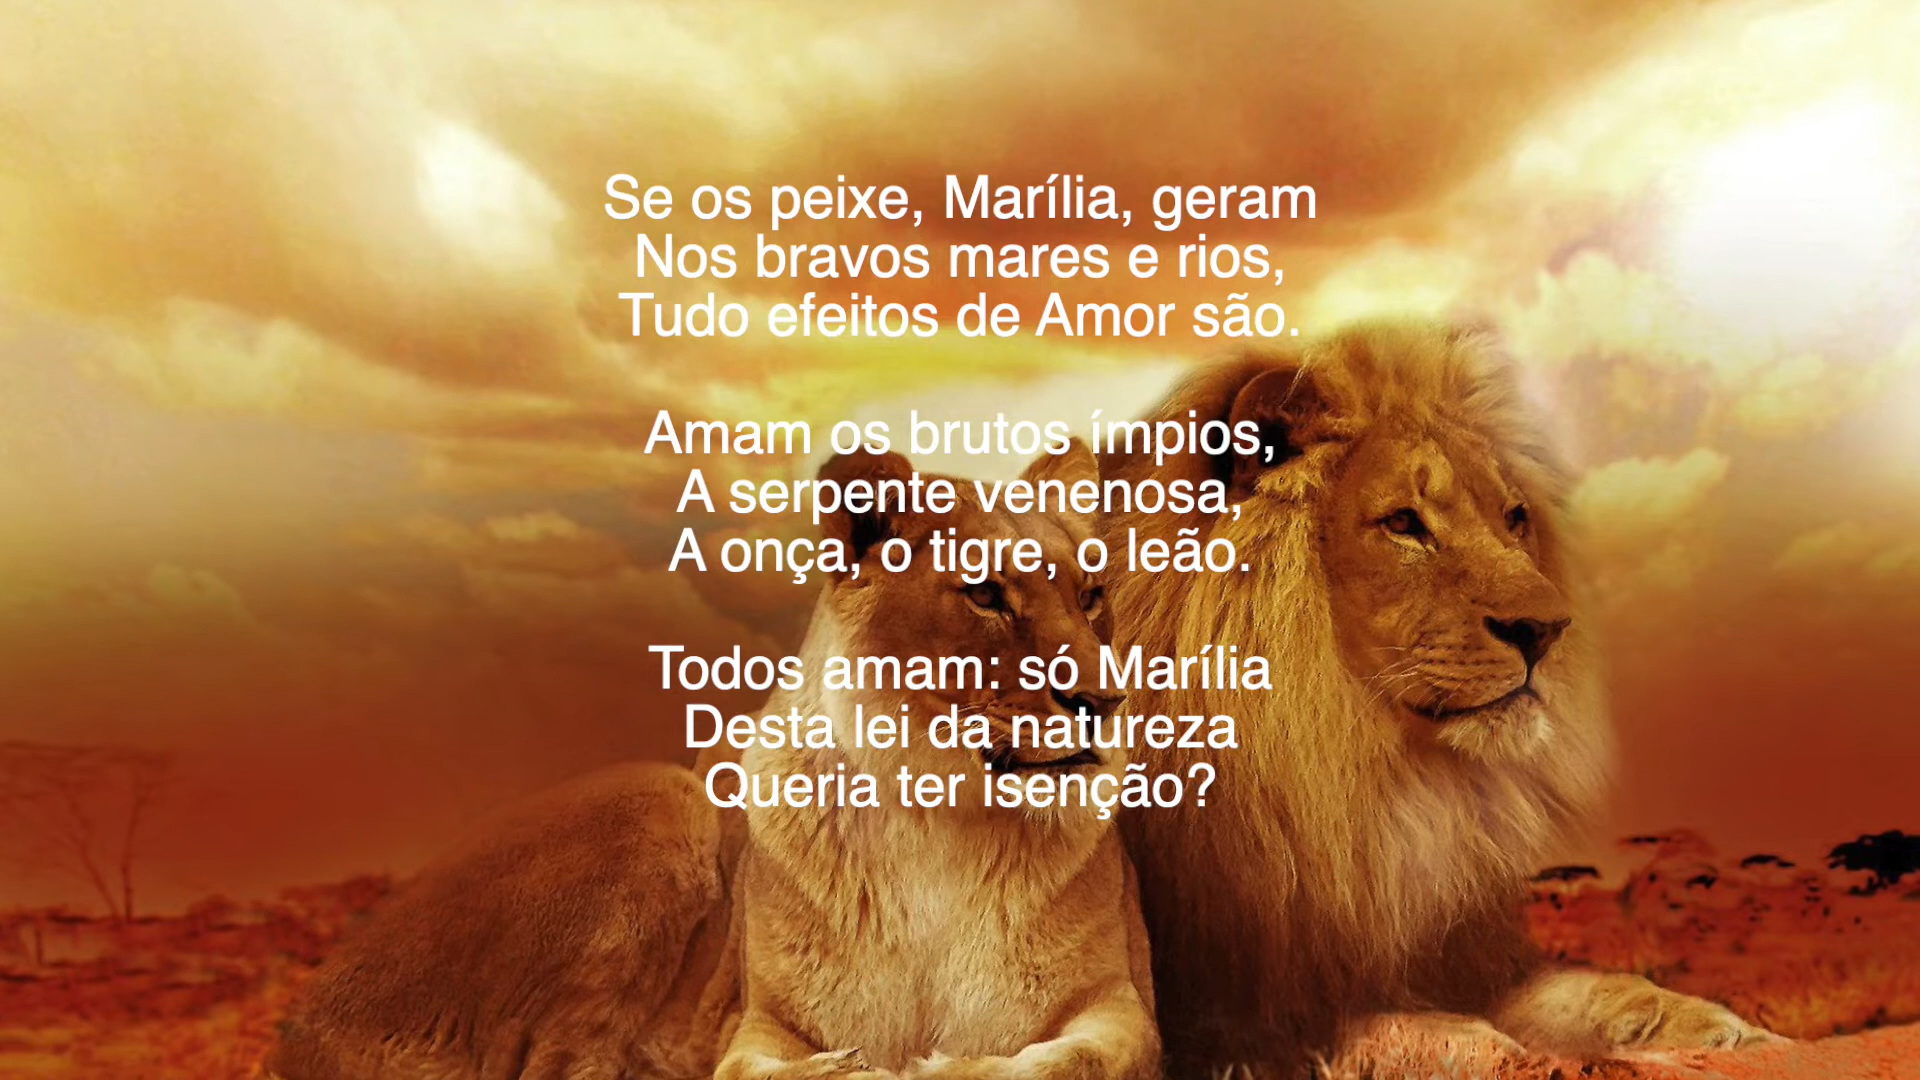 Se os peixe, Marília, geram
Nos bravos mares e rios,
Tudo efeitos de Amor são.
Amam os brutos ímpios,
A serpente venenosa,
A onça, o tigre, o leão.
Todos amam: só Marília
Desta lei da natureza
Queria ter isenção?